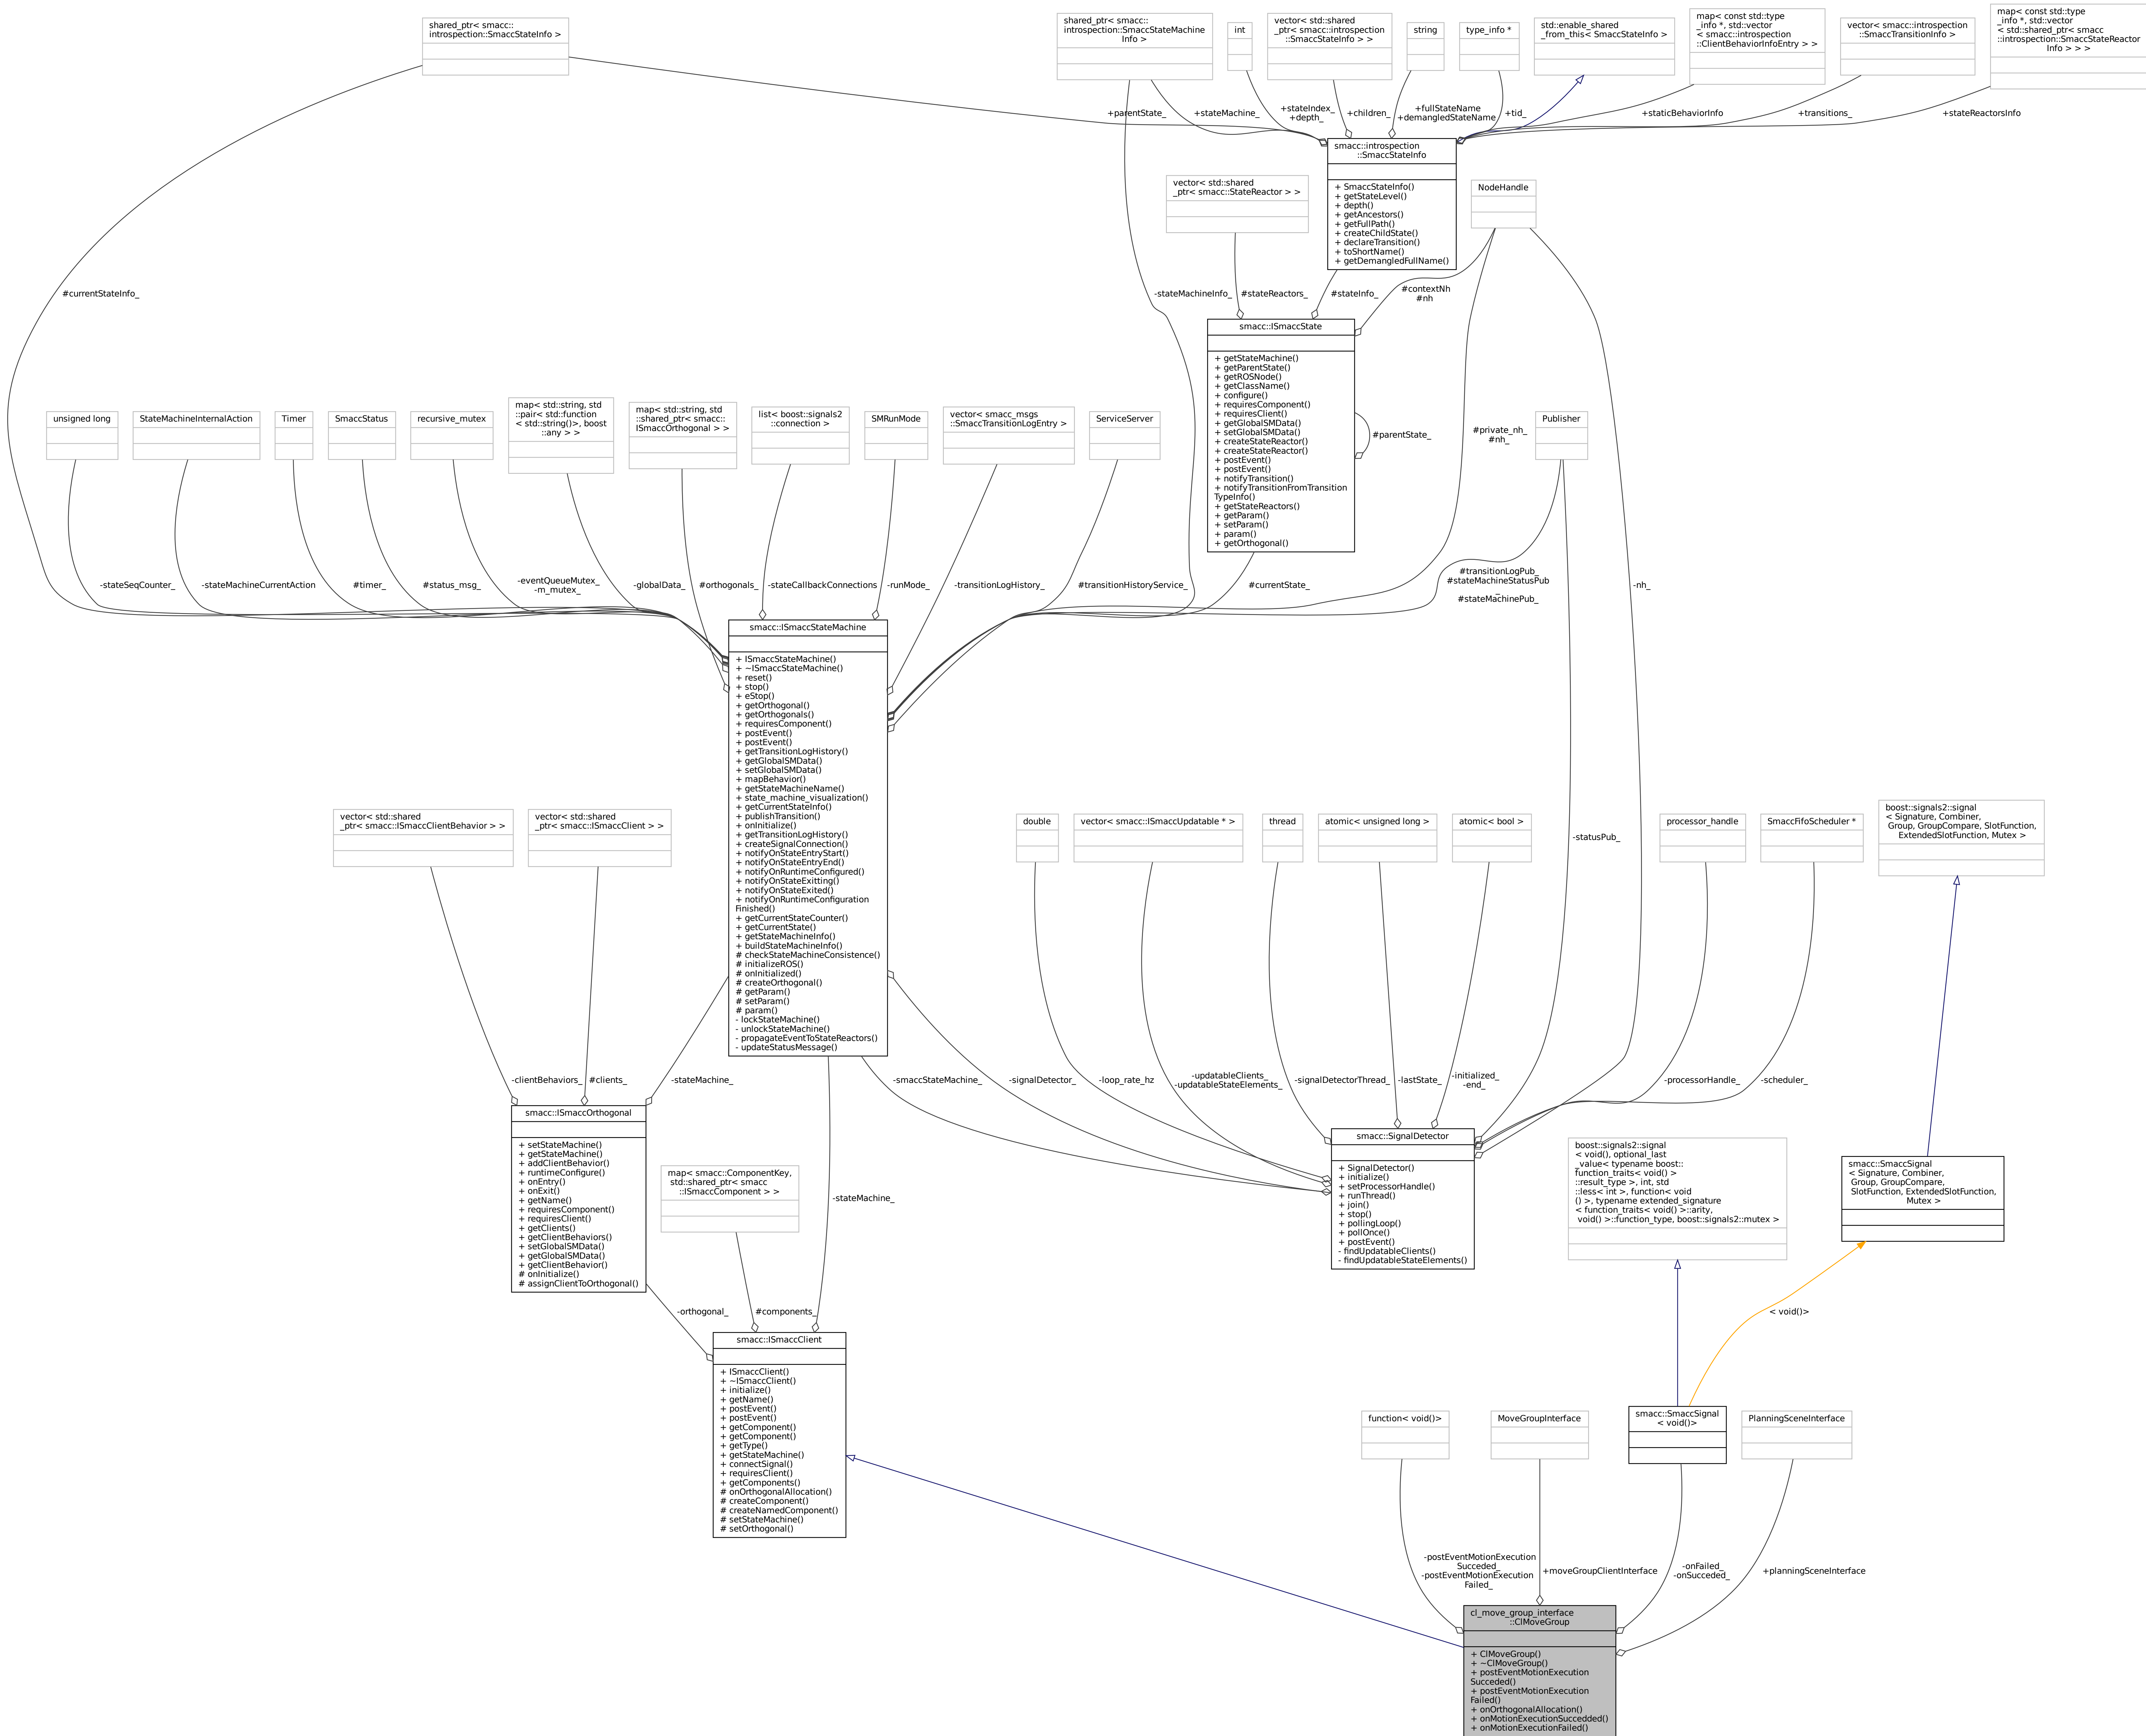 shared_ptr< smacc::
introspection::SmaccStateInfo >
shared_ptr< smacc::
introspection::SmaccStateMachine
Info >
int
vector< std::shared
_ptr< smacc::introspection
::SmaccStateInfo > >
string
type_info *
std::enable_shared
_from_this< SmaccStateInfo >
map< const std::type
_info *, std::vector
< smacc::introspection
::ClientBehaviorInfoEntry > >
vector< smacc::introspection
::SmaccTransitionInfo >
map< const std::type
_info *, std::vector
< std::shared_ptr< smacc
::introspection::SmaccStateReactor
Info > > >
+parentState_
+stateMachine_
+stateIndex_
+depth_
+children_
+fullStateName
+demangledStateName
+tid_
+staticBehaviorInfo
+transitions_
+stateReactorsInfo
smacc::introspection
::SmaccStateInfo
+ SmaccStateInfo()
+ getStateLevel()
+ depth()
+ getAncestors()
+ getFullPath()
+ createChildState()
+ declareTransition()
+ toShortName()
+ getDemangledFullName()
vector< std::shared
_ptr< smacc::StateReactor > >
NodeHandle
#currentStateInfo_
-stateMachineInfo_
#stateReactors_
#stateInfo_
#contextNh
#nh
smacc::ISmaccState
+ getStateMachine()
+ getParentState()
+ getROSNode()
+ getClassName()
+ configure()
+ requiresComponent()
+ requiresClient()
+ getGlobalSMData()
+ setGlobalSMData()
+ createStateReactor()
+ createStateReactor()
+ postEvent()
+ postEvent()
+ notifyTransition()
+ notifyTransitionFromTransition
TypeInfo()
+ getStateReactors()
+ getParam()
+ setParam()
+ param()
+ getOrthogonal()
#parentState_
#private_nh_
#nh_
Publisher
unsigned long
StateMachineInternalAction
Timer
SmaccStatus
recursive_mutex
map< std::string, std
::pair< std::function
< std::string()>, boost
::any > >
map< std::string, std
::shared_ptr< smacc::
ISmaccOrthogonal > >
list< boost::signals2
::connection >
SMRunMode
vector< smacc_msgs
::SmaccTransitionLogEntry >
ServiceServer
-stateSeqCounter_
-stateMachineCurrentAction
#timer_
#status_msg_
-eventQueueMutex_
-m_mutex_
-globalData_
#orthogonals_
-stateCallbackConnections
-runMode_
-transitionLogHistory_
#transitionHistoryService_
#currentState_
#transitionLogPub_
#stateMachineStatusPub
_
#stateMachinePub_
-nh_
smacc::ISmaccStateMachine
+ ISmaccStateMachine()
+ ~ISmaccStateMachine()
+ reset()
+ stop()
+ eStop()
+ getOrthogonal()
+ getOrthogonals()
+ requiresComponent()
+ postEvent()
+ postEvent()
+ getTransitionLogHistory()
+ getGlobalSMData()
+ setGlobalSMData()
+ mapBehavior()
+ getStateMachineName()
+ state_machine_visualization()
+ getCurrentStateInfo()
+ publishTransition()
+ onInitialize()
+ getTransitionLogHistory()
+ createSignalConnection()
+ notifyOnStateEntryStart()
+ notifyOnStateEntryEnd()
+ notifyOnRuntimeConfigured()
+ notifyOnStateExitting()
+ notifyOnStateExited()
+ notifyOnRuntimeConfiguration
Finished()
+ getCurrentStateCounter()
+ getCurrentState()
+ getStateMachineInfo()
+ buildStateMachineInfo()
# checkStateMachineConsistence()
# initializeROS()
# onInitialized()
# createOrthogonal()
# getParam()
# setParam()
# param()
- lockStateMachine()
- unlockStateMachine()
- propagateEventToStateReactors()
- updateStatusMessage()
vector< std::shared
_ptr< smacc::ISmaccClientBehavior > >
vector< std::shared
_ptr< smacc::ISmaccClient > >
double
vector< smacc::ISmaccUpdatable * >
thread
atomic< unsigned long >
atomic< bool >
-statusPub_
processor_handle
SmaccFifoScheduler *
boost::signals2::signal
< Signature, Combiner,
Group, GroupCompare, SlotFunction,
ExtendedSlotFunction, Mutex >
-clientBehaviors_
#clients_
-stateMachine_
-smaccStateMachine_
-signalDetector_
-loop_rate_hz
-updatableClients_
-updatableStateElements_
-signalDetectorThread_
-lastState_
-initialized_
-end_
-processorHandle_
-scheduler_
smacc::ISmaccOrthogonal
+ setStateMachine()
+ getStateMachine()
+ addClientBehavior()
+ runtimeConfigure()
+ onEntry()
+ onExit()
+ getName()
+ requiresComponent()
+ requiresClient()
+ getClients()
+ getClientBehaviors()
+ setGlobalSMData()
+ getGlobalSMData()
+ getClientBehavior()
# onInitialize()
# assignClientToOrthogonal()
map< smacc::ComponentKey,
std::shared_ptr< smacc
::ISmaccComponent > >
-stateMachine_
smacc::SignalDetector
+ SignalDetector()
+ initialize()
+ setProcessorHandle()
+ runThread()
+ join()
+ stop()
+ pollingLoop()
+ pollOnce()
+ postEvent()
- findUpdatableClients()
- findUpdatableStateElements()
boost::signals2::signal
< void(), optional_last
_value< typename boost::
function_traits< void() >
::result_type >, int, std
::less< int >, function< void
() >, typename extended_signature
< function_traits< void() >::arity,
void() >::function_type, boost::signals2::mutex >
smacc::SmaccSignal
< Signature, Combiner,
Group, GroupCompare,
SlotFunction, ExtendedSlotFunction,
Mutex >
-orthogonal_
#components_
< void()>
smacc::ISmaccClient
+ ISmaccClient()
+ ~ISmaccClient()
+ initialize()
+ getName()
+ postEvent()
+ postEvent()
+ getComponent()
+ getComponent()
+ getType()
+ getStateMachine()
+ connectSignal()
+ requiresClient()
+ getComponents()
# onOrthogonalAllocation()
# createComponent()
# createNamedComponent()
# setStateMachine()
# setOrthogonal()
function< void()>
MoveGroupInterface
smacc::SmaccSignal
< void()>
PlanningSceneInterface
-postEventMotionExecution
Succeded_
-postEventMotionExecution
Failed_
+moveGroupClientInterface
-onFailed_
-onSucceded_
+planningSceneInterface
cl_move_group_interface
::ClMoveGroup
+ ClMoveGroup()
+ ~ClMoveGroup()
+ postEventMotionExecution
Succeded()
+ postEventMotionExecution
Failed()
+ onOrthogonalAllocation()
+ onMotionExecutionSuccedded()
+ onMotionExecutionFailed()